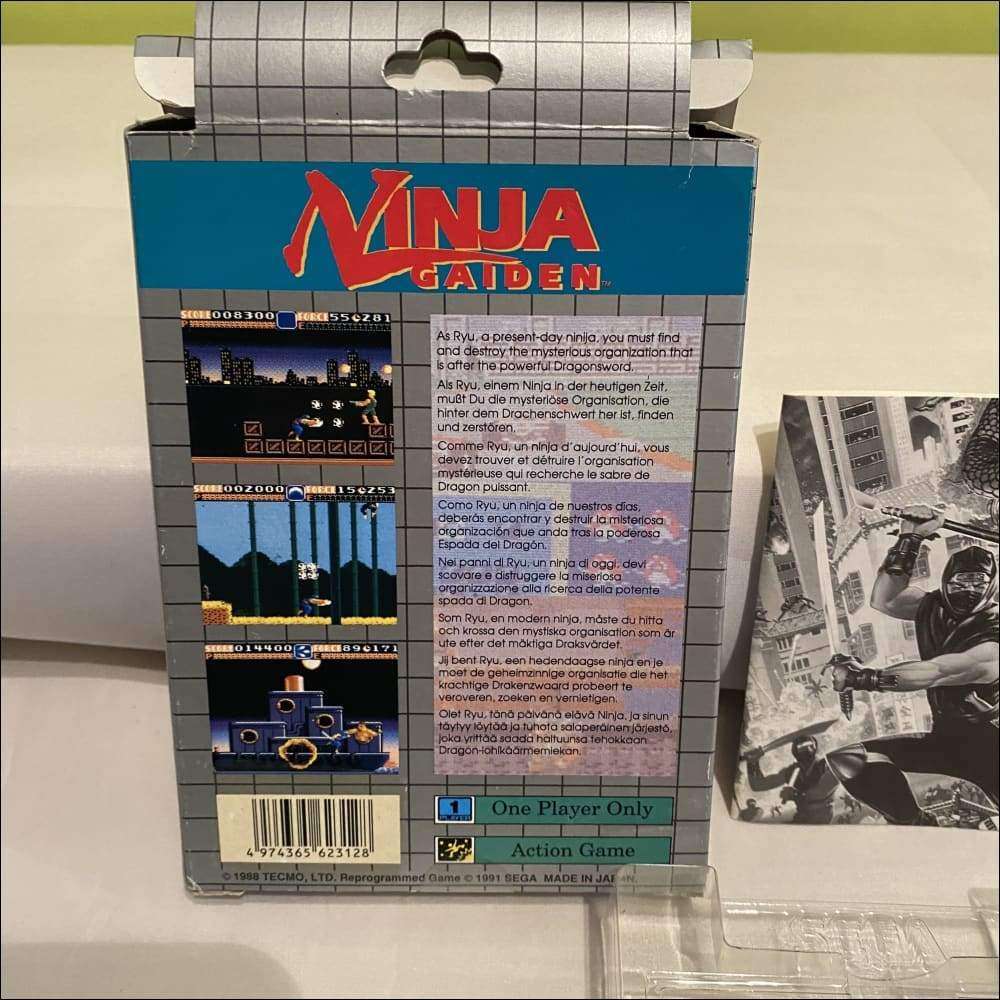 NINJA
GAIDEN™
SCORE 008300 FORCE 55 281
P E
As Ryu, a present-day ninija, you must find
and destroy the mysterious organization that
is after the powerful Dragonsword.
Als Ryu, einem Ninja in der heutigen Zeit,
mußt Du die mysteriöse Organisation, die
hinter dem Drachenschwert her ist, finden
und zerstören.
Comme Ryu, un ninja d'aujourd'hui, vous
devez trouver et détruire l'organisation
mystérieuse qui recherche le sabre de
Dragon puissant.
SCORE 002000 FORCE 15 253
P E
Como Ryu, un ninja de nuestros días,
deberás encontrar y destruir la misteriosa
organización que anda tras la poderosa
Espada del Dragón.
Nei panni di Ryu, un ninja di oggi, devi
scovare e distruggere la miseriosa
organizzazione alla ricerca della potente
spada di Dragon.
Som Ryu, en modern ninja, måste du hitta
och krossa den mystiska organisation som är
ute efter det mäktiga Draksvärdet.
SCORE 014400 FORCE 89 171
P E
Jij bent Ryu, een hedendaagse ninja en je
moet de geheimzinnige organisatie die het
krachtige Drakenzwaard probeert te
veroveren, zoeken en vernietigen.
Olet Ryu, tänä päivänä elävä Ninja, ja sinun
täytyy löytää ja tuhota salaperäinen järjestö,
joka yrittää saada haltuunsa tehokkaan
Dragon-lohikäärmemiekan.
4 974365 623128
1
PLAYER
One Player Only
Action Game
© 1988 TECMO, LTD. Reprogrammed Game © 1991 SEGA MADE IN JAPAN.
SEGA